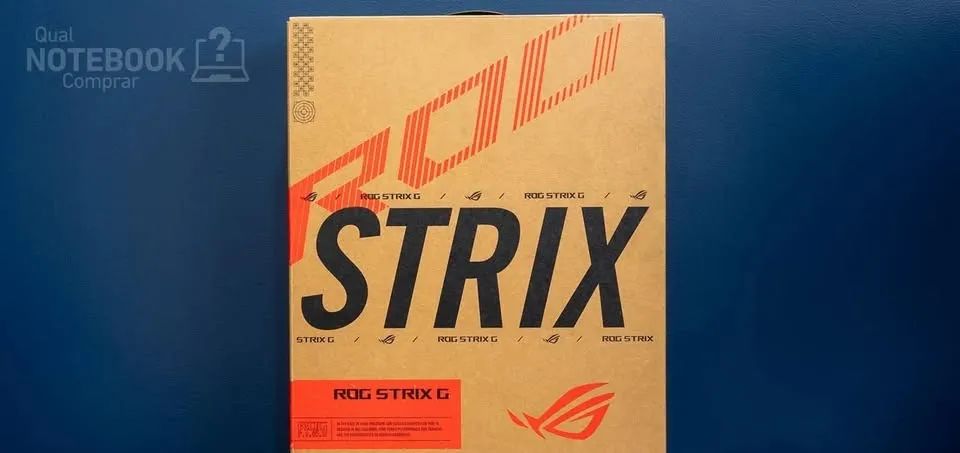 Qual
NOTEBOOK
Comprar
ROG
ROG STRIX G / / ROG STRIX G /
STRIX
STRIX G / / ROG STRIX G / / ROG STRIX
ROG STRIX G